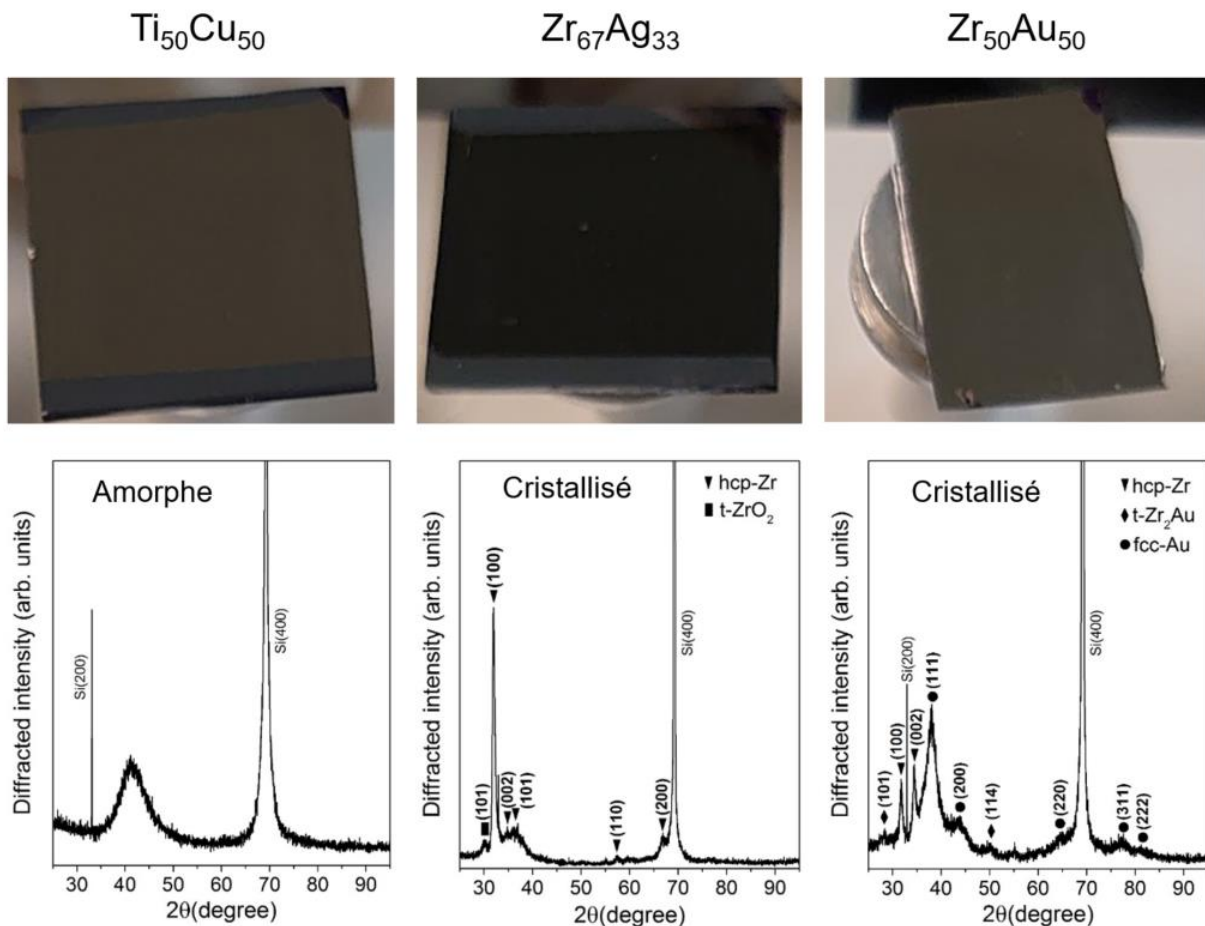 Ti₅₀Cu₅₀
Zr₆₇Ag₃₃
Zr₅₀Au₅₀
Amorphe
Si(200)
Si(400)
Diffracted intensity (arb. units)
30 40 50 60 70 80 90
2θ(degree)
Cristallisé
▼ hcp-Zr
■ t-ZrO₂
(101)
(100)
(002)
(101)
(110)
(200)
Si(400)
Diffracted intensity (arb. units)
30 40 50 60 70 80 90
2θ(degree)
Cristallisé
▼ hcp-Zr
♦ t-Zr₂Au
● fcc-Au
(101)
(100)
Si(200)
(002)
(111)
(200)
(114)
(220)
Si(400)
(311)
(222)
Diffracted intensity (arb. units)
30 40 50 60 70 80 90
2θ(degree)